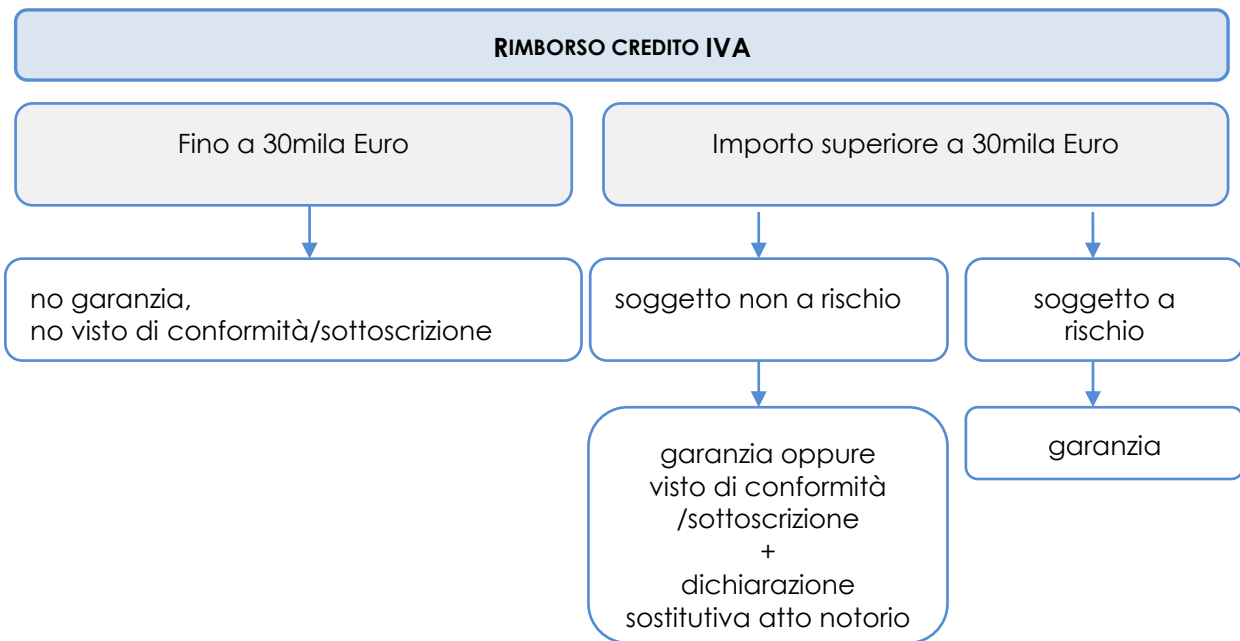 RIMBORSO CREDITO IVA
Fino a 30mila Euro
Importo superiore a 30mila Euro
no garanzia,
no visto di conformità/sottoscrizione
soggetto non a rischio
soggetto a
rischio
garanzia oppure
visto di conformità
/sottoscrizione
+
dichiarazione
sostitutiva atto notorio
garanzia